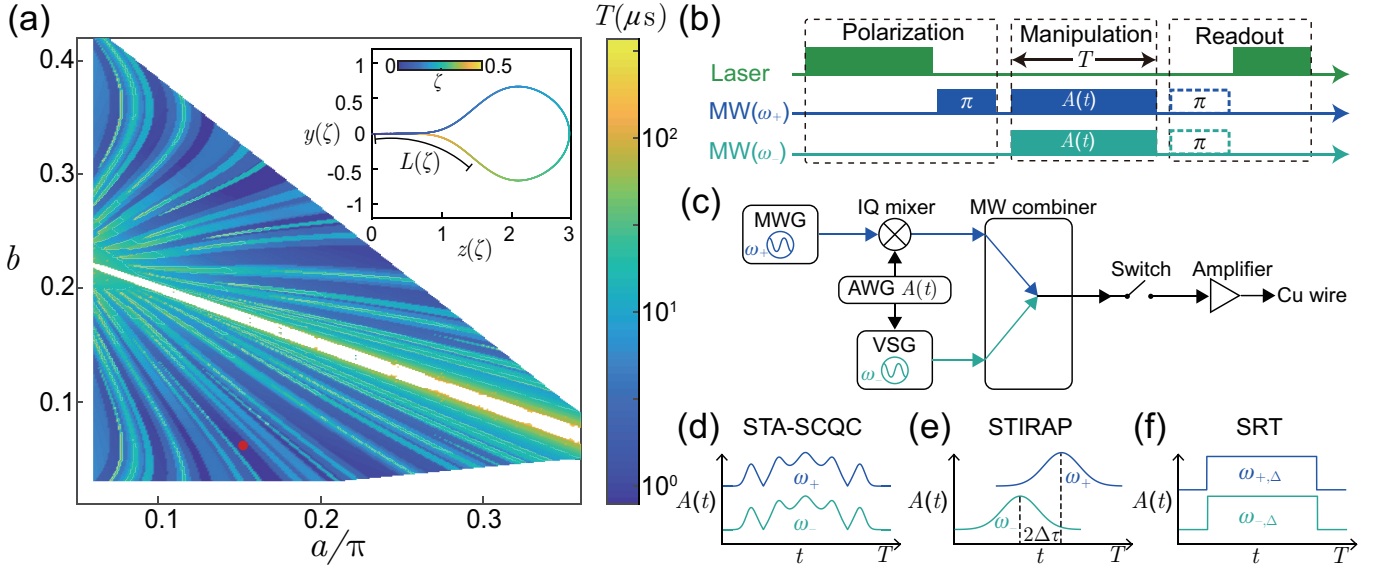 (a)
T(μs)
0.4
0.3
0.2
0.1
b
0.1
0.2
0.3
a/π
10²
10¹
10⁰
1
0.5
0
-0.5
-1
y(ζ)
0
0.5
ζ
L(ζ)
0
1
2
3
z(ζ)
(b)
Polarization
Manipulation
Readout
T
Laser
MW(ω₊)
π
A(t)
π
MW(ω₋)
A(t)
π
(c)
IQ mixer
MW combiner
MWG
ω₊
AWG A(t)
VSG
ω₋
Switch
Amplifier
Cu wire
(d)
STA-SCQC
A(t)
ω₊
ω₋
t
T
(e)
STIRAP
A(t)
ω₊
ω₋
2Δτ
t
T
(f)
SRT
A(t)
ω₊,Δ
ω₋,Δ
t
T